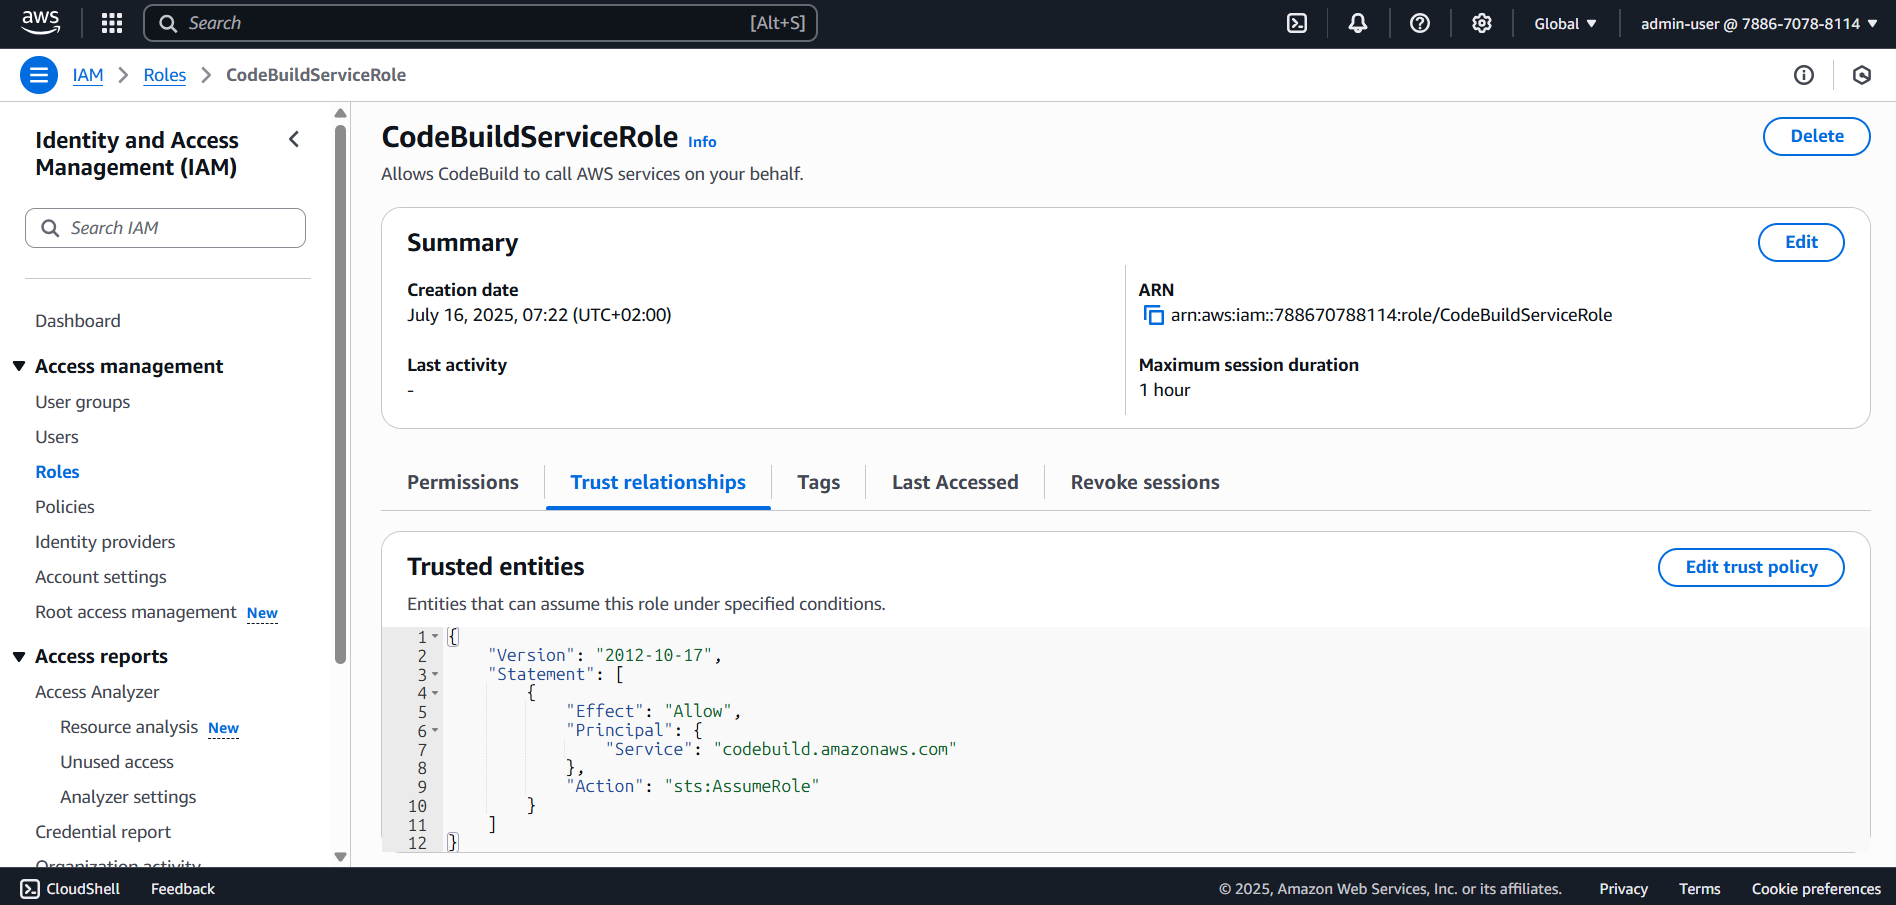 aws
Search [Alt+S]
Global
admin-user @ 7886-7078-8114
IAM
Roles
CodeBuildServiceRole
Identity and Access
Management (IAM)
Search IAM
Dashboard
Access management
User groups
Users
Roles
Policies
Identity providers
Account settings
Root access management New
Access reports
Access Analyzer
Resource analysis New
Unused access
Analyzer settings
Credential report
Organization activity
CodeBuildServiceRole Info
Delete
Allows CodeBuild to call AWS services on your behalf.
Summary
Edit
Creation date
July 16, 2025, 07:22 (UTC+02:00)
ARN
arn:aws:iam::788670788114:role/CodeBuildServiceRole
Last activity
-
Maximum session duration
1 hour
Permissions
Trust relationships
Tags
Last Accessed
Revoke sessions
Trusted entities
Edit trust policy
Entities that can assume this role under specified conditions.
1 {
2 "Version": "2012-10-17",
3 "Statement": [
4 {
5 "Effect": "Allow",
6 "Principal": {
7 "Service": "codebuild.amazonaws.com"
8 },
9 "Action": "sts:AssumeRole"
10 }
11 ]
12 }
CloudShell
Feedback
© 2025, Amazon Web Services, Inc. or its affiliates.
Privacy
Terms
Cookie preferences